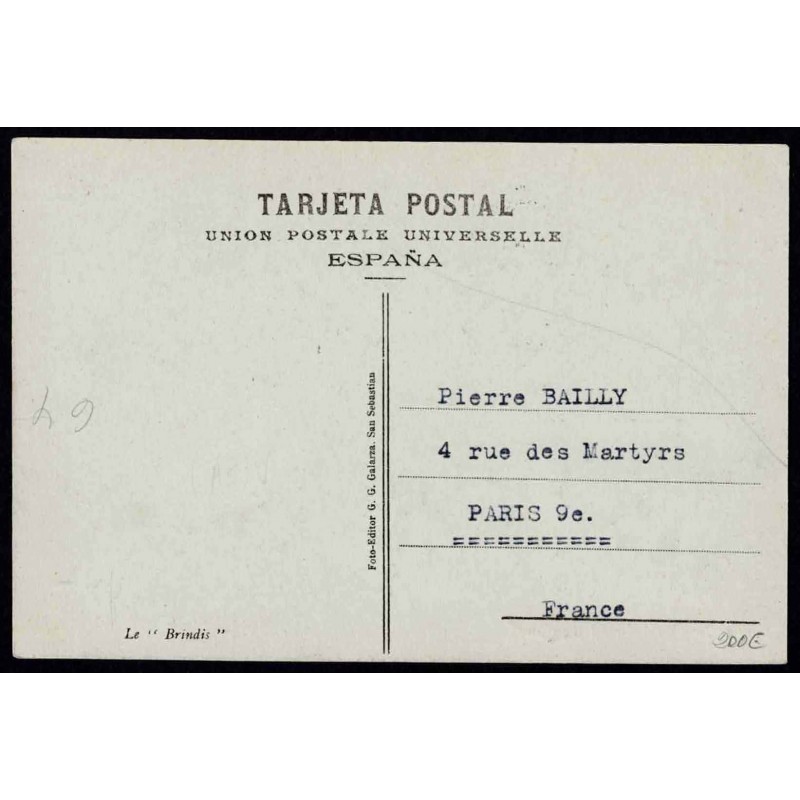 TARJETA POSTAL
UNION POSTALE UNIVERSELLE
ESPAÑA
Foto-Editor G. G. Galarza. San Sebastian
Le " Brindis "
Pierre BAILLY
4 rue des Martyrs
PARIS 9e.
===========
France
200€